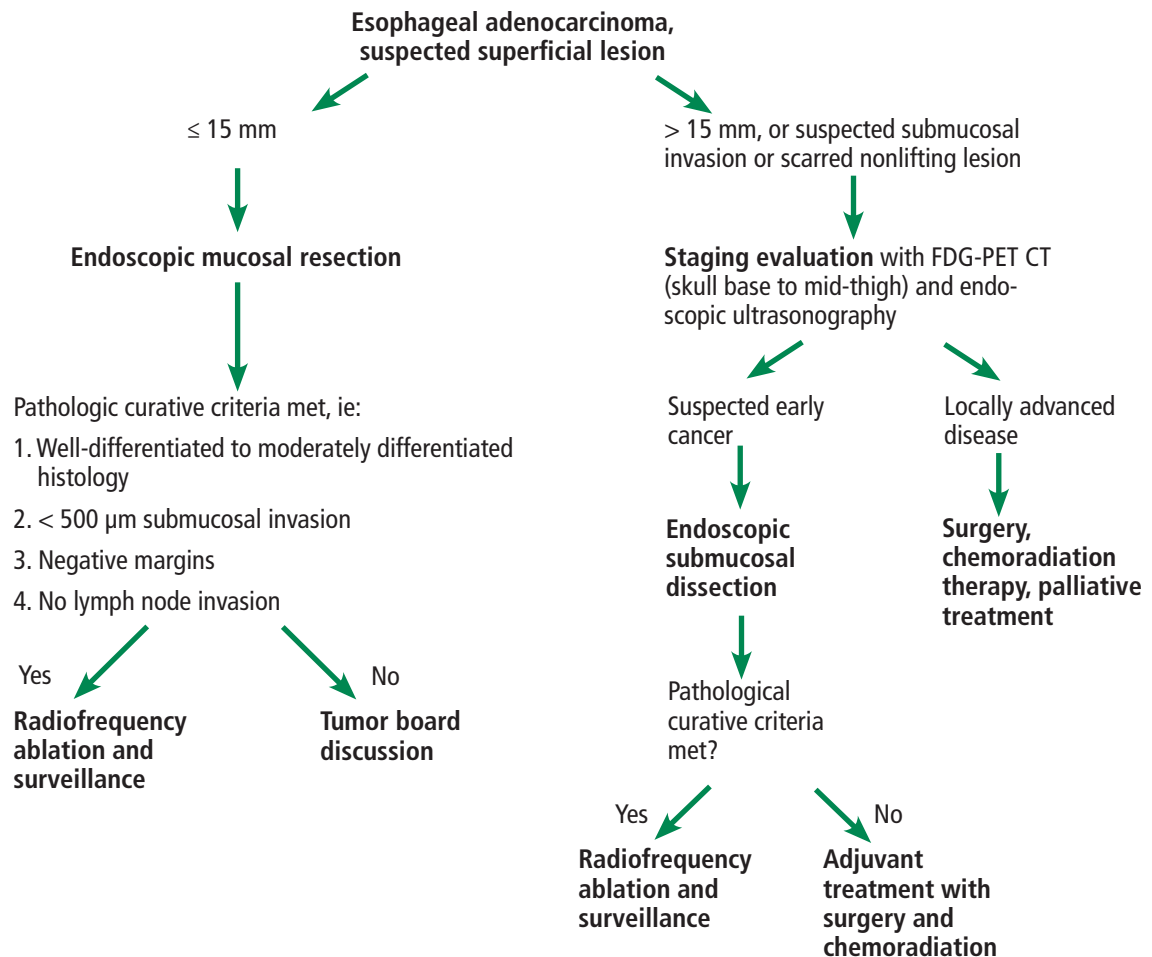 Esophageal adenocarcinoma,
suspected superficial lesion
≤ 15 mm
> 15 mm, or suspected submucosal
invasion or scarred nonlifting lesion
Endoscopic mucosal resection
Staging evaluation with FDG-PET CT
(skull base to mid-thigh) and endo-
scopic ultrasonography
Pathologic curative criteria met, ie:
1. Well-differentiated to moderately differentiated
histology
2. < 500 µm submucosal invasion
3. Negative margins
4. No lymph node invasion
Yes
No
Radiofrequency
ablation and
surveillance
Tumor board
discussion
Suspected early
cancer
Locally advanced
disease
Endoscopic
submucosal
dissection
Surgery,
chemoradiation
therapy, palliative
treatment
Pathological
curative criteria
met?
Yes
No
Radiofrequency
ablation and
surveillance
Adjuvant
treatment with
surgery and
chemoradiation